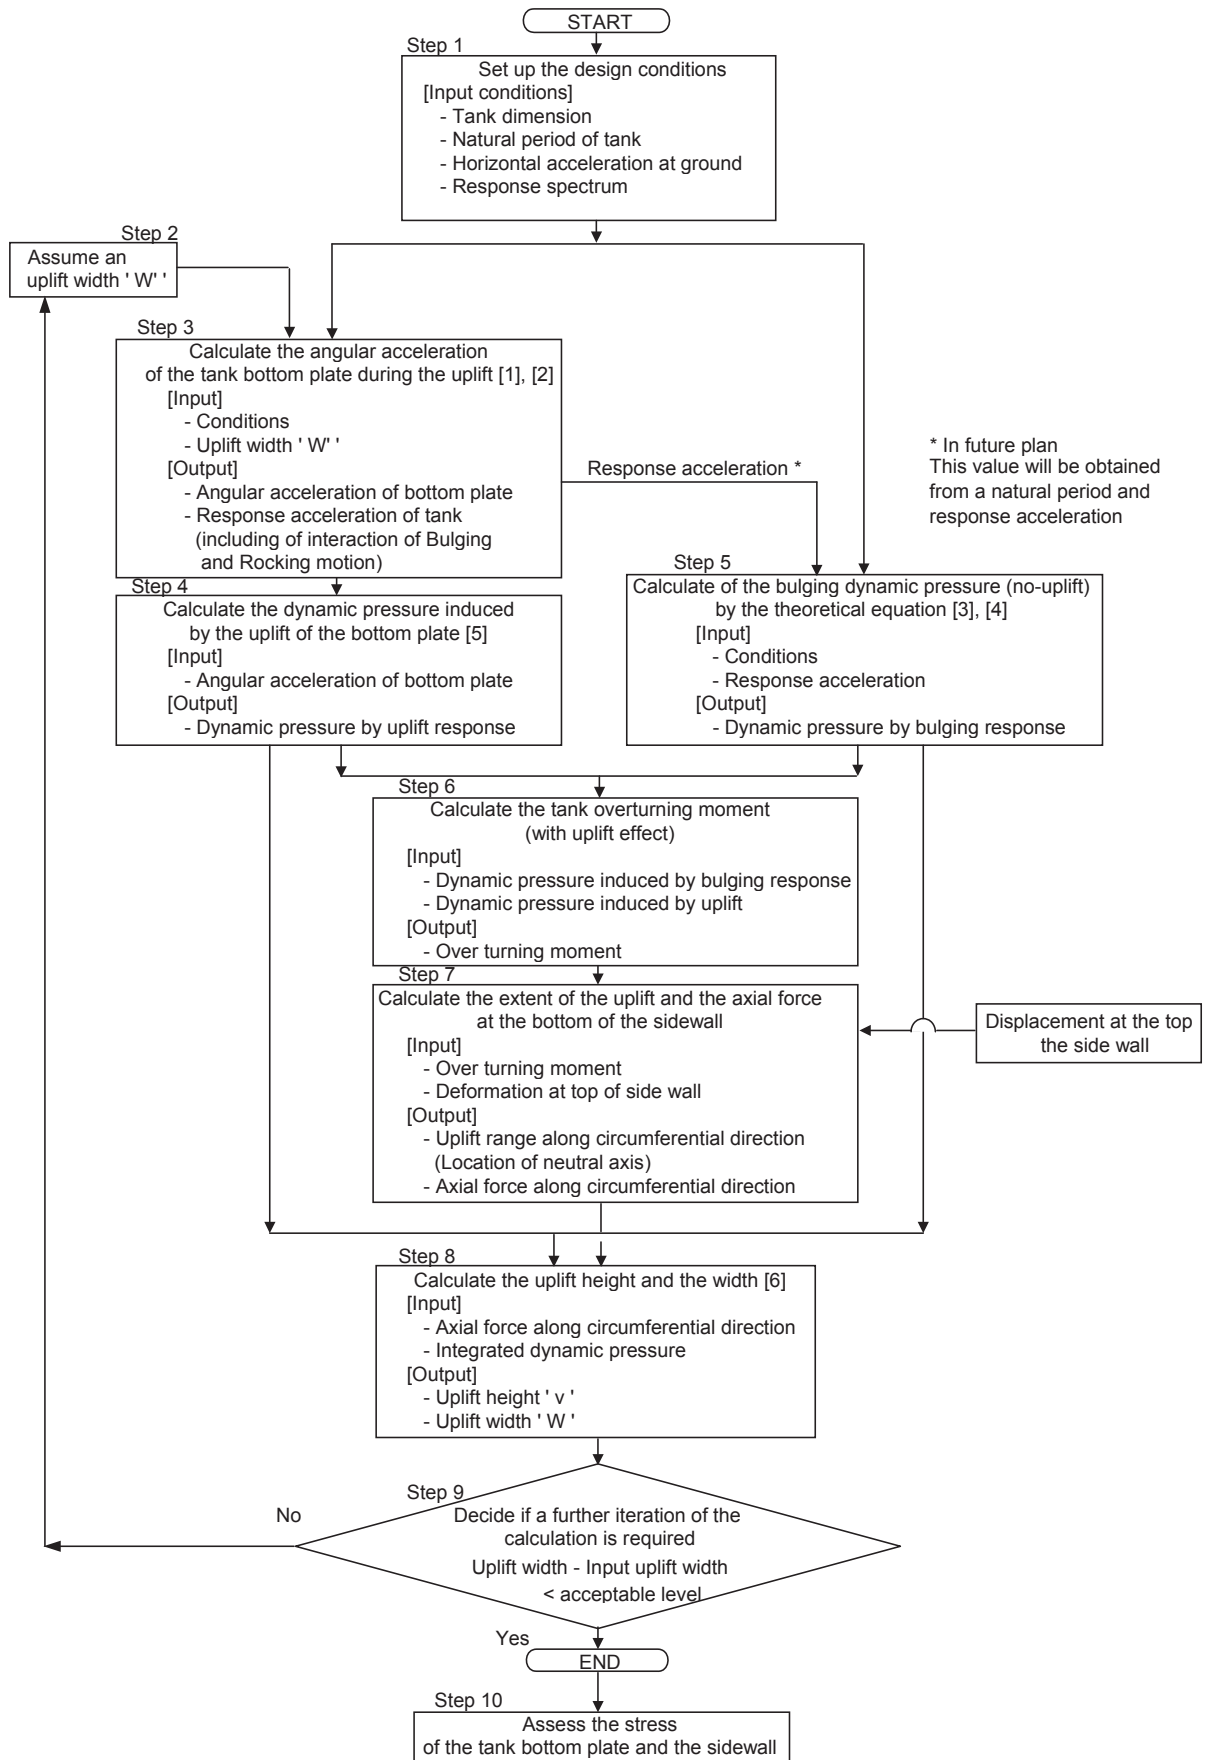 START
Step 1
Set up the design conditions
[Input conditions]
- Tank dimension
- Natural period of tank
- Horizontal acceleration at ground
- Response spectrum
Step 2
Assume an
uplift width ' W' '
Step 3
Calculate the angular acceleration
of the tank bottom plate during the uplift [1], [2]
[Input]
- Conditions
- Uplift width ' W' '
[Output]
- Angular acceleration of bottom plate
- Response acceleration of tank
(including of interaction of Bulging
and Rocking motion)
Response acceleration *
* In future plan
This value will be obtained
from a natural period and
response acceleration
Step 4
Calculate the dynamic pressure induced
by the uplift of the bottom plate [5]
[Input]
- Angular acceleration of bottom plate
[Output]
- Dynamic pressure by uplift response
Step 5
Calculate of the bulging dynamic pressure (no-uplift)
by the theoretical equation [3], [4]
[Input]
- Conditions
- Response acceleration
[Output]
- Dynamic pressure by bulging response
Step 6
Calculate the tank overturning moment
(with uplift effect)
[Input]
- Dynamic pressure induced by bulging response
- Dynamic pressure induced by uplift
[Output]
- Over turning moment
Step 7
Calculate the extent of the uplift and the axial force
at the bottom of the sidewall
[Input]
- Over turning moment
- Deformation at top of side wall
[Output]
- Uplift range along circumferential direction
(Location of neutral axis)
- Axial force along circumferential direction
Displacement at the top
the side wall
Step 8
Calculate the uplift height and the width [6]
[Input]
- Axial force along circumferential direction
- Integrated dynamic pressure
[Output]
- Uplift height ' v '
- Uplift width ' W '
Step 9
No
Decide if a further iteration of the
calculation is required
Uplift width - Input uplift width
< acceptable level
Yes
END
Step 10
Assess the stress
of the tank bottom plate and the sidewall